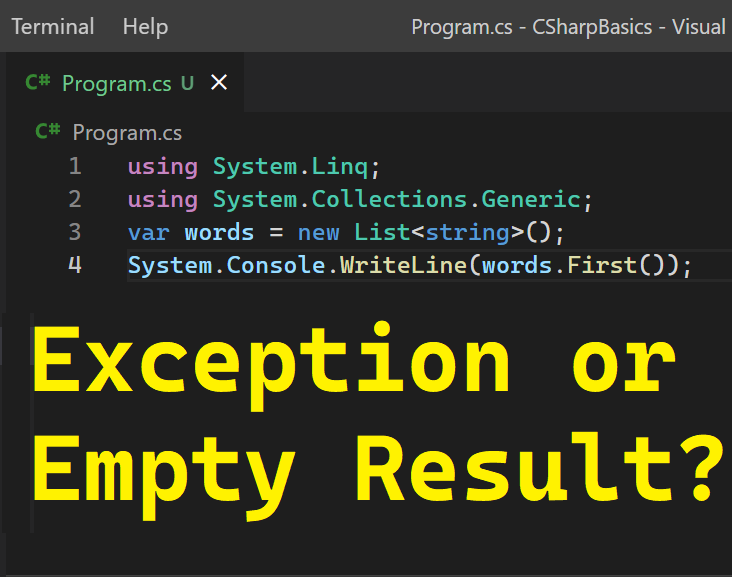 Terminal Help Program.cs - CSharpBasics - Visual
C# Program.cs U ×
C# Program.cs
1 using System.Linq;
2 using System.Collections.Generic;
3 var words = new List<string>();
4 System.Console.WriteLine(words.First());
Exception or
Empty Result?